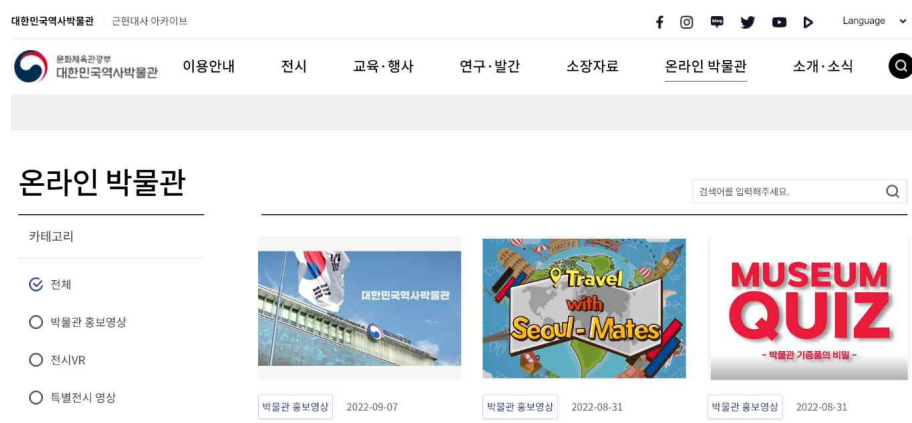 대한민국역사박물관 근현대사 아카이브
Language
문화체육관광부
대한민국역사박물관
이용안내 전시 교육·행사 연구·발간 소장자료 온라인 박물관 소개·소식
온라인 박물관
검색어를 입력해주세요.
카테고리
전체
박물관 홍보영상
전시VR
특별전시 영상
대한민국역사박물관
Travel
with
Seoul-Mates
MUSEUM
QUIZ
- 박물관 기증품의 비밀 -
박물관 홍보영상 2022-09-07
박물관 홍보영상 2022-08-31
박물관 홍보영상 2022-08-31